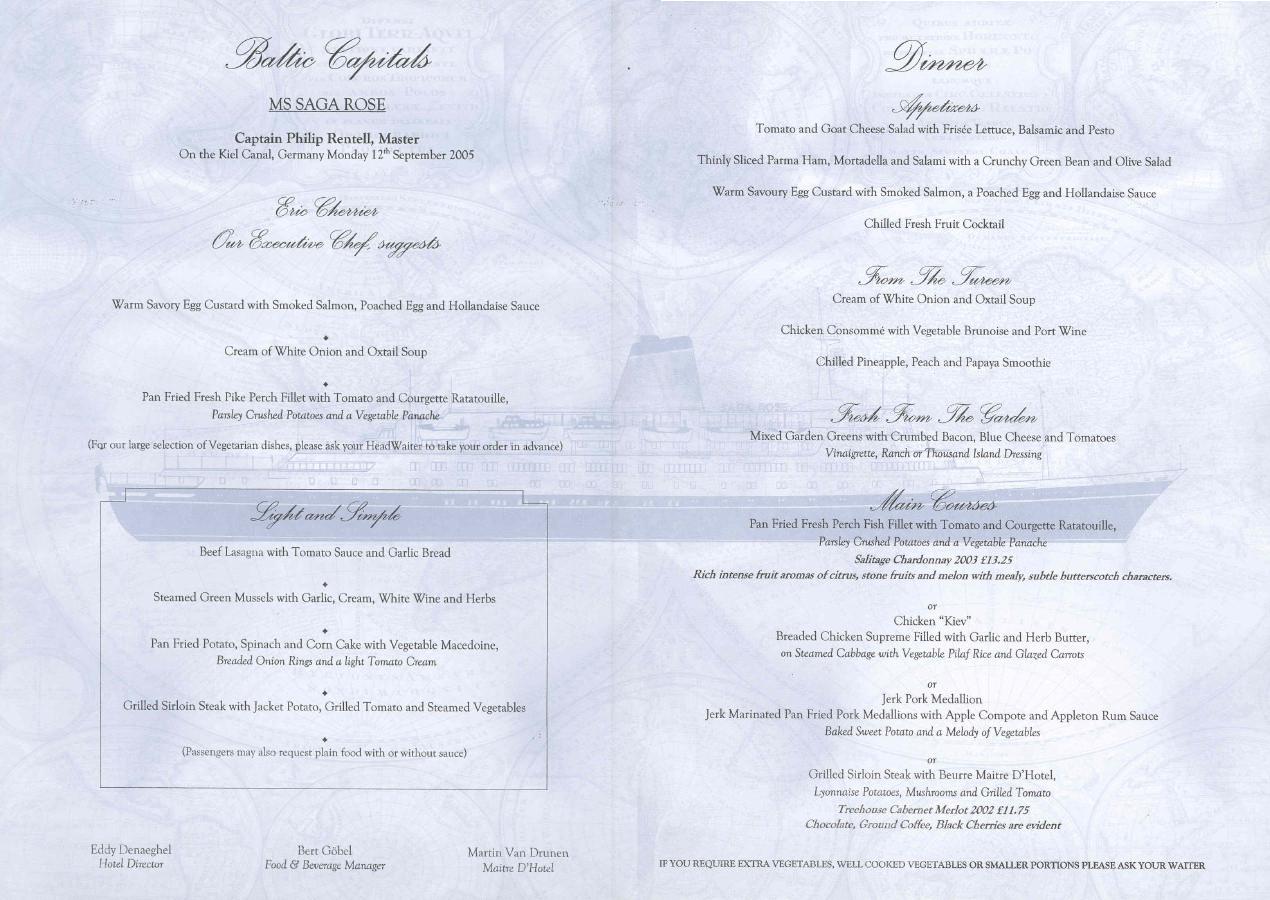 Baltic Capitals
MS SAGA ROSE
Captain Philip Rentell, Master
On the Kiel Canal, Germany Monday 12th September 2005
Eric Cherrier
Our Executive Chef, suggests
Warm Savory Egg Custard with Smoked Salmon, Poached Egg and Hollandaise Sauce
Cream of White Onion and Oxtail Soup
Pan Fried Fresh Pike Perch Fillet with Tomato and Courgette Ratatouille,
Parsley Crushed Potatoes and a Vegetable Panache
(For our large selection of Vegetarian dishes, please ask your HeadWaiter to take your order in advance)
Light and Simple
Beef Lasagna with Tomato Sauce and Garlic Bread
Steamed Green Mussels with Garlic, Cream, White Wine and Herbs
Pan Fried Potato, Spinach and Corn Cake with Vegetable Macedoine,
Breaded Onion Rings and a light Tomato Cream
Grilled Sirloin Steak with Jacket Potato, Grilled Tomato and Steamed Vegetables
(Passengers may also request plain food with or without sauce)
Eddy Denaeghel
Hotel Director
Bert Göbel
Food & Beverage Manager
Martin Van Drunen
Maitre D'Hotel
Dinner
Appetizers
Tomato and Goat Cheese Salad with Frisée Lettuce, Balsamic and Pesto
Thinly Sliced Parma Ham, Mortadella and Salami with a Crunchy Green Bean and Olive Salad
Warm Savoury Egg Custard with Smoked Salmon, a Poached Egg and Hollandaise Sauce
Chilled Fresh Fruit Cocktail
From The Tureen
Cream of White Onion and Oxtail Soup
Chicken Consommé with Vegetable Brunoise and Port Wine
Chilled Pineapple, Peach and Papaya Smoothie
Fresh From The Garden
Mixed Garden Greens with Crumbed Bacon, Blue Cheese and Tomatoes
Vinaigrette, Ranch or Thousand Island Dressing
Main Courses
Pan Fried Fresh Perch Fish Fillet with Tomato and Courgette Ratatouille,
Parsley Crushed Potatoes and a Vegetable Panache
Salitage Chardonnay 2003 £13.25
Rich intense fruit aromas of citrus, stone fruits and melon with mealy, subtle butterscotch characters.
or
Chicken "Kiev"
Breaded Chicken Supreme Filled with Garlic and Herb Butter,
on Steamed Cabbage with Vegetable Pilaf Rice and Glazed Carrots
or
Jerk Pork Medallion
Jerk Marinated Pan Fried Pork Medallions with Apple Compote and Appleton Rum Sauce
Baked Sweet Potato and a Melody of Vegetables
or
Grilled Sirloin Steak with Beurre Maitre D'Hotel,
Lyonnaise Potatoes, Mushrooms and Grilled Tomato
Treehouse Cabernet Merlot 2002 £11.75
Chocolate, Ground Coffee, Black Cherries are evident
IF YOU REQUIRE EXTRA VEGETABLES, WELL COOKED VEGETABLES OR SMALLER PORTIONS PLEASE ASK YOUR WAITER